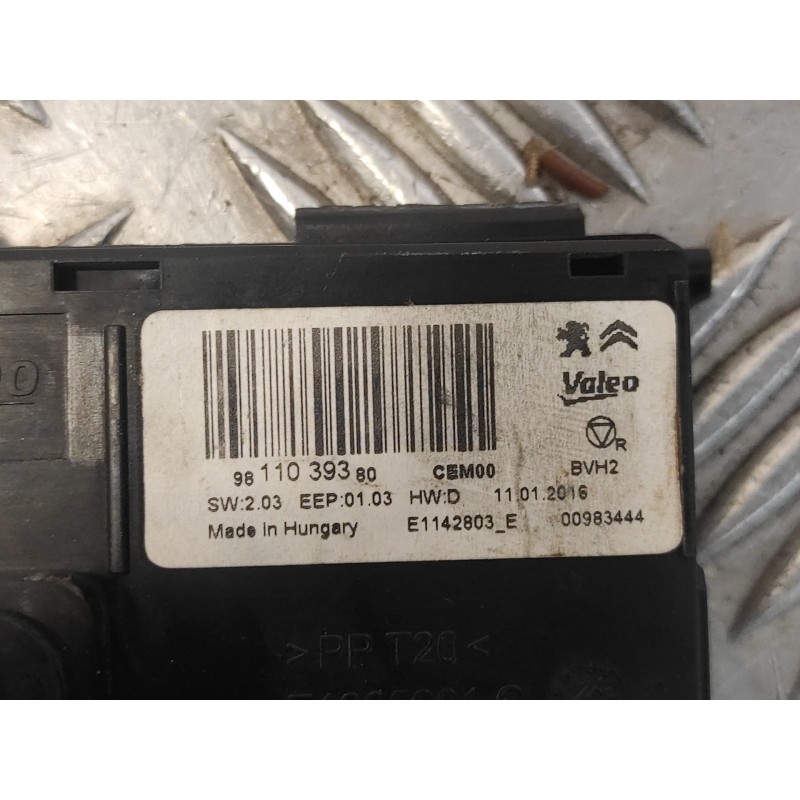 Valeo
R
98 110 393 80 CEM00 BVH2
SW:2.03 EEP:01.03 HW:D 11.01.2016
Made in Hungary E1142803_E 00983444
>PP T20<